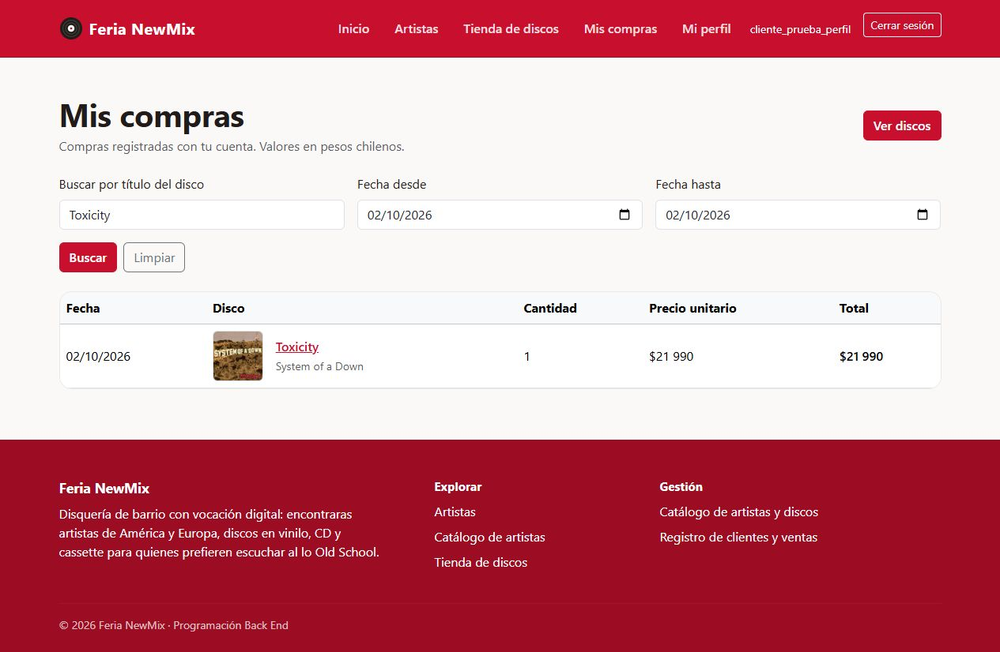 Feria NewMix
Inicio
Artistas
Tienda de discos
Mis compras
Mi perfil
cliente_prueba_perfil
Cerrar sesión
Mis compras
Ver discos
Compras registradas con tu cuenta. Valores en pesos chilenos.
Buscar por título del disco
Fecha desde
Fecha hasta
Toxicity
02/10/2026
02/10/2026
Buscar
Limpiar
Fecha
Disco
Cantidad
Precio unitario
Total
02/10/2026
SYSTEM OF A DOWN
Toxicity
System of a Down
1
$21 990
$21 990
Feria NewMix
Disquería de barrio con vocación digital: encontraras
artistas de América y Europa, discos en vinilo, CD y
cassette para quienes prefieren escuchar al lo Old School.
Explorar
Artistas
Catálogo de artistas
Tienda de discos
Gestión
Catálogo de artistas y discos
Registro de clientes y ventas
© 2026 Feria NewMix · Programación Back End